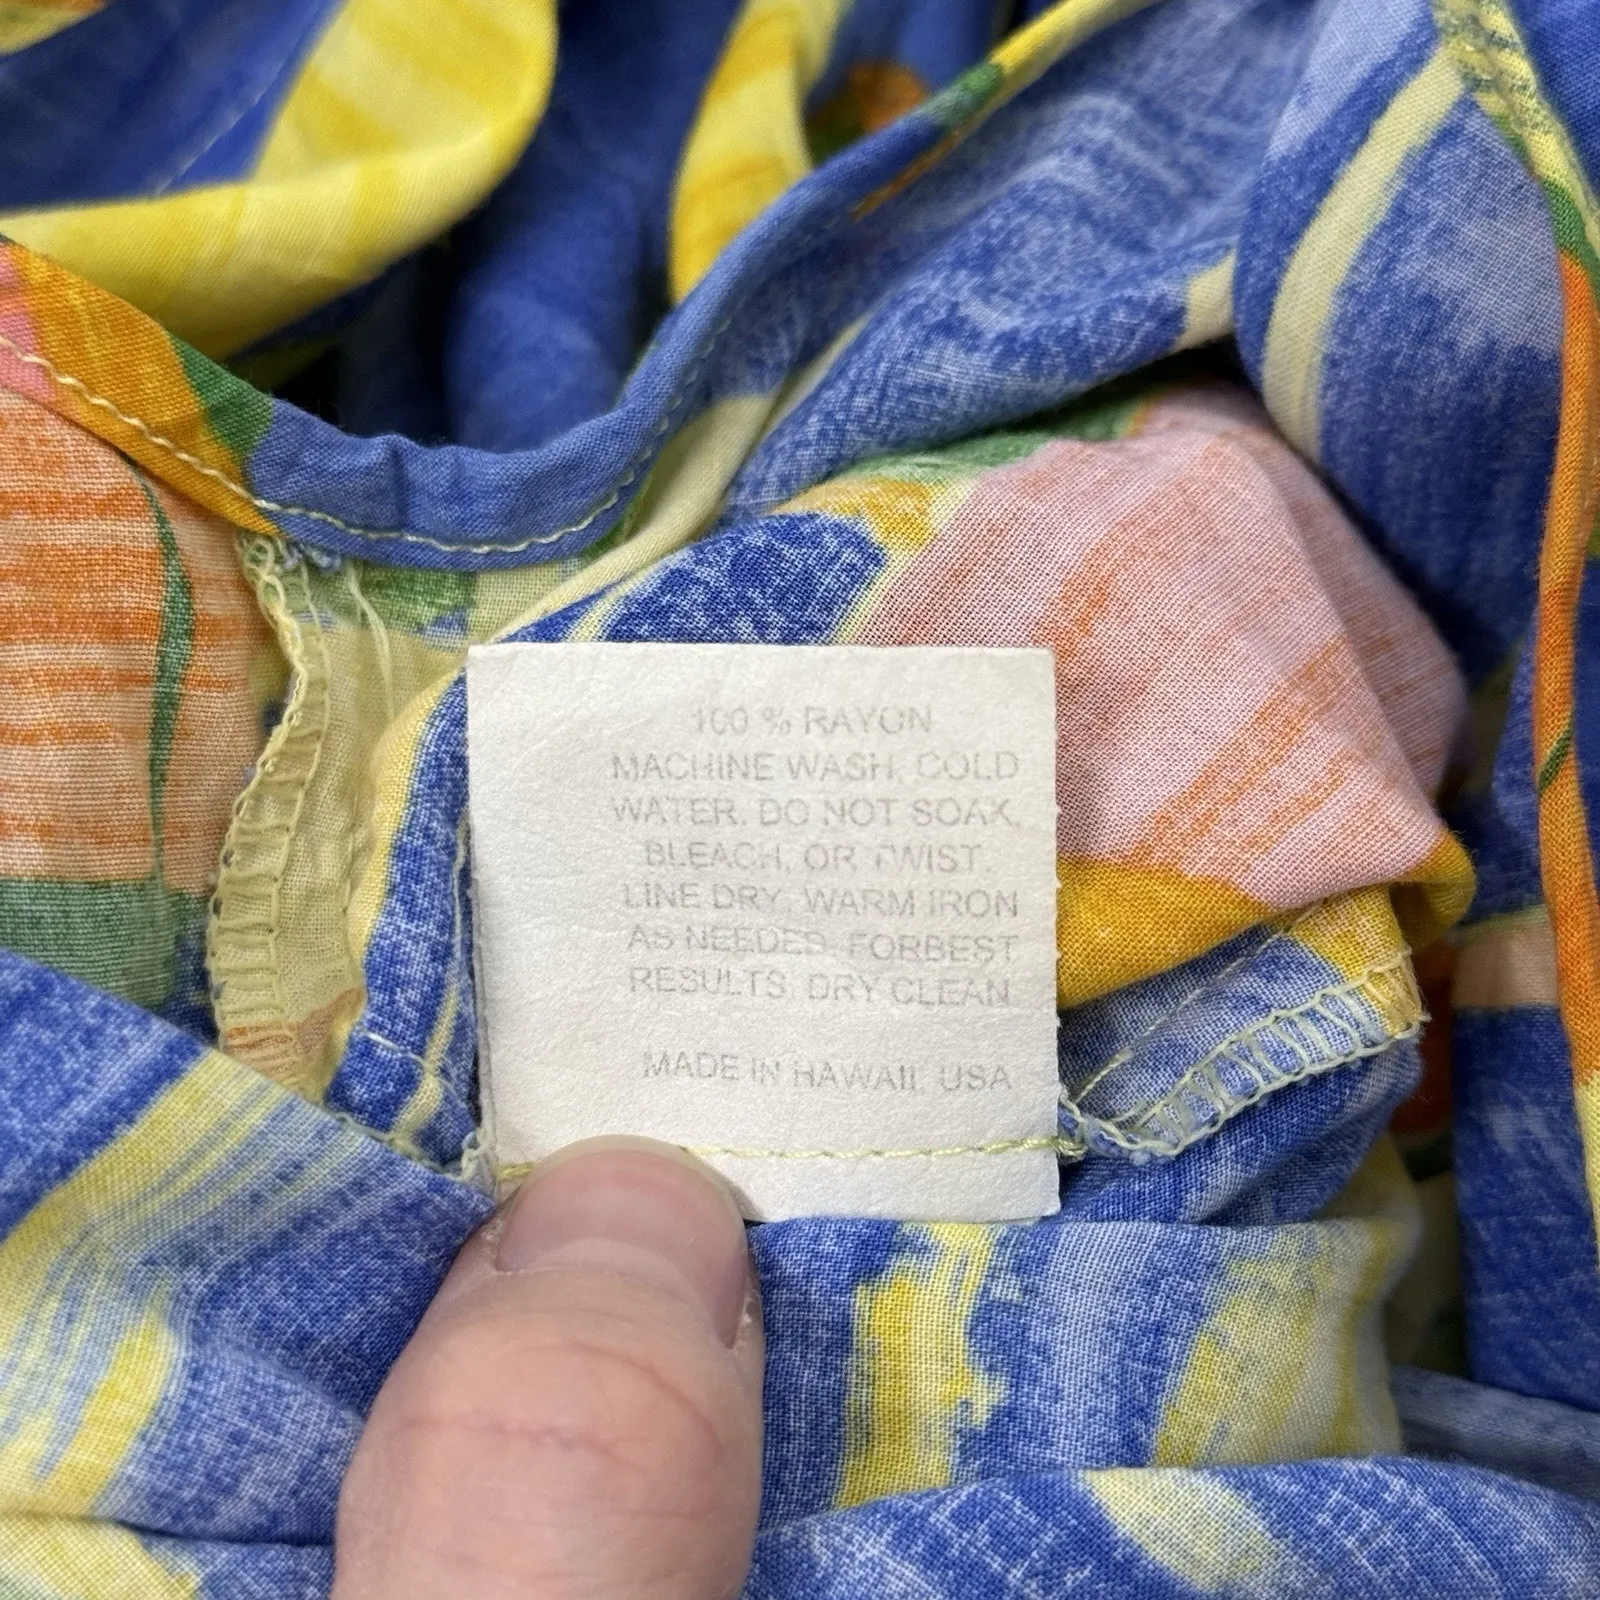 100 % RAYON
MACHINE WASH, COLD
WATER. DO NOT SOAK,
BLEACH, OR TWIST.
LINE DRY, WARM IRON
AS NEEDED. FORBEST
RESULTS DRY CLEAN
MADE IN HAWAII, USA